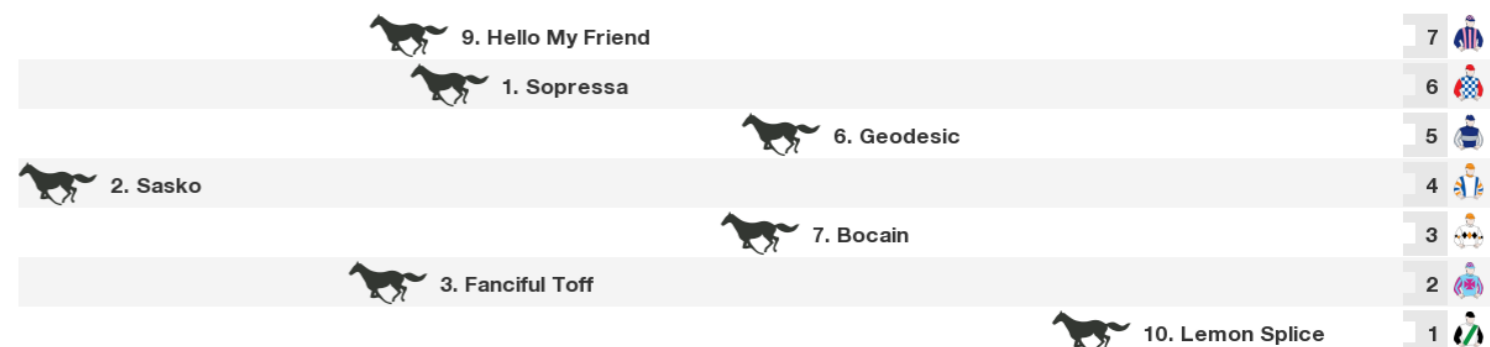 9. Hello My Friend 7
1. Sopressa 6
6. Geodesic 5
2. Sasko 4
7. Bocain 3
3. Fanciful Toff 2
10. Lemon Splice 1